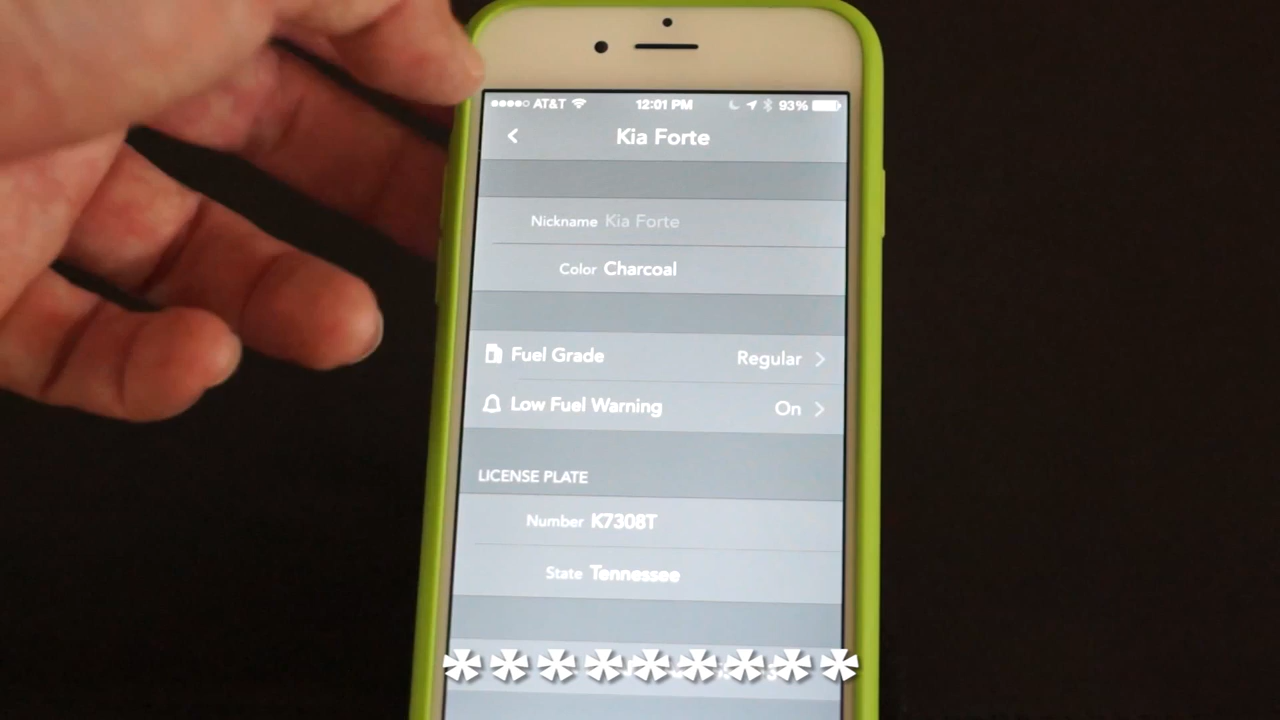 AT&T 12:01 PM 93%
Kia Forte
Nickname Kia Forte
Color Charcoal
Fuel Grade Regular
Low Fuel Warning On
LICENSE PLATE
Number K7308T
State Tennessee
*********